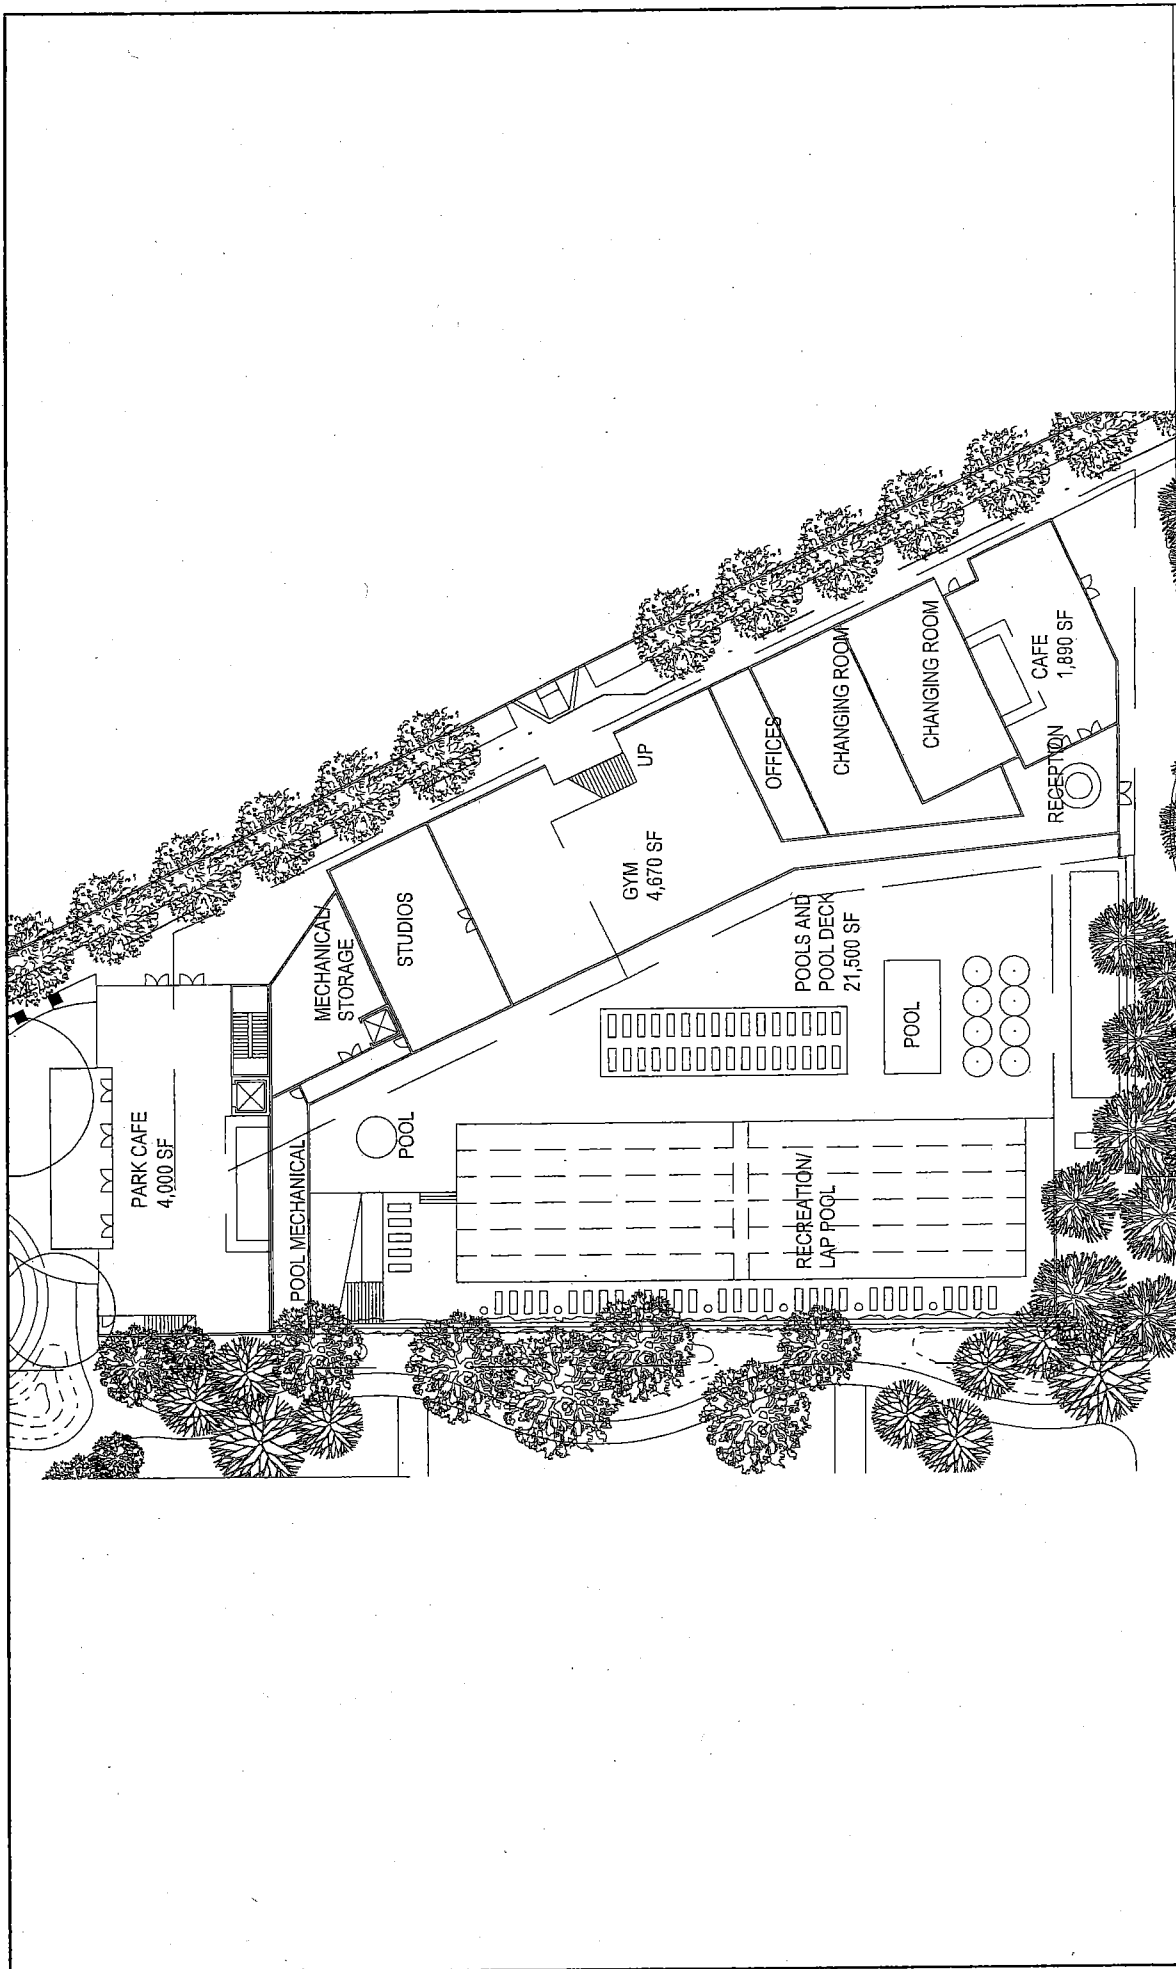 PARK CAFE
4,000 SF
POOL MECHANICAL
MECHANICAL/
STORAGE
STUDIOS
POOL
GYM
4,670 SF
UP
OFFICES
CHANGING ROOM
CHANGING ROOM
CAFE
1,890 SF
RECEPTION
POOLS AND
POOL DECK
21,500 SF
POOL
RECREATION/
LAP POOL